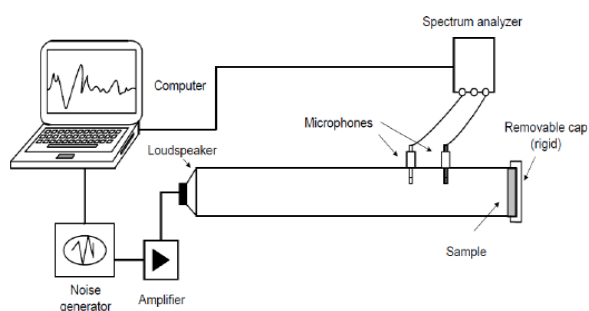 Spectrum analyzer
Computer
Microphones
Removable cap
(rigid)
Loudspeaker
Sample
Noise
generator
Amplifier